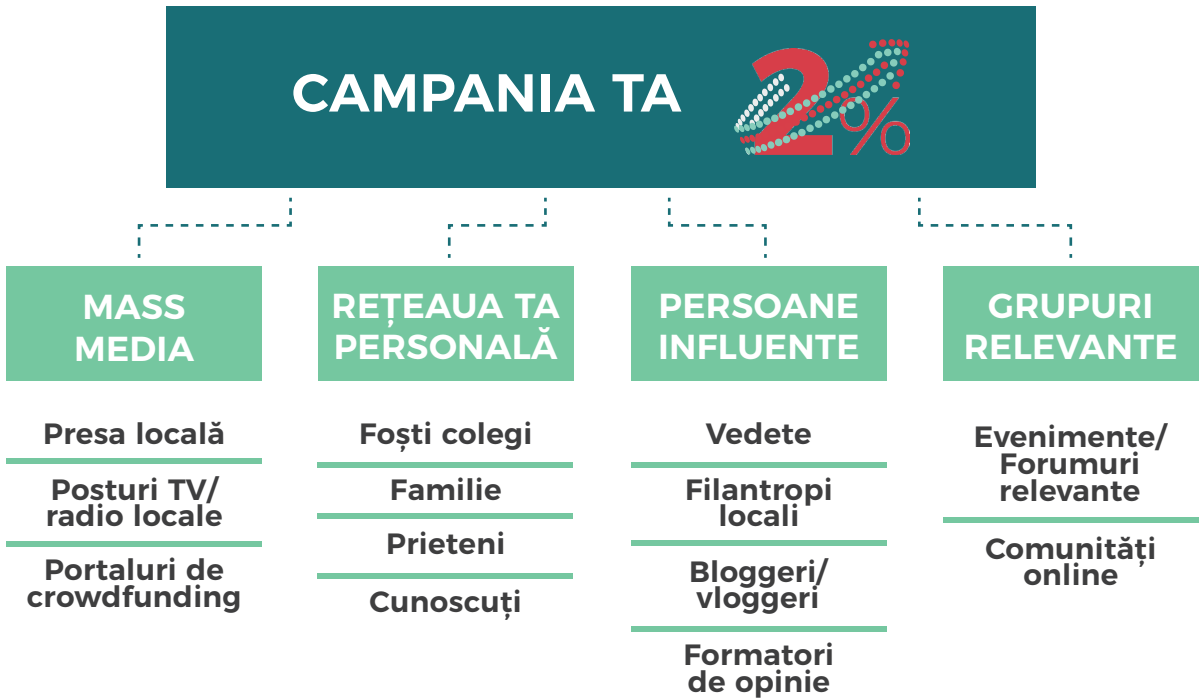 CAMPANIA TA 2%
MASS
MEDIA
Presa locală
Posturi TV/
radio locale
Portaluri de
crowdfunding
REȚEAUA TA
PERSONALĂ
Foști colegi
Familie
Prieteni
Cunoscuți
PERSOANE
INFLUENTE
Vedete
Filantropi
locali
Bloggeri/
vloggeri
Formatori
de opinie
GRUPURI
RELEVANTE
Evenimente/
Forumuri
relevante
Comunități
online